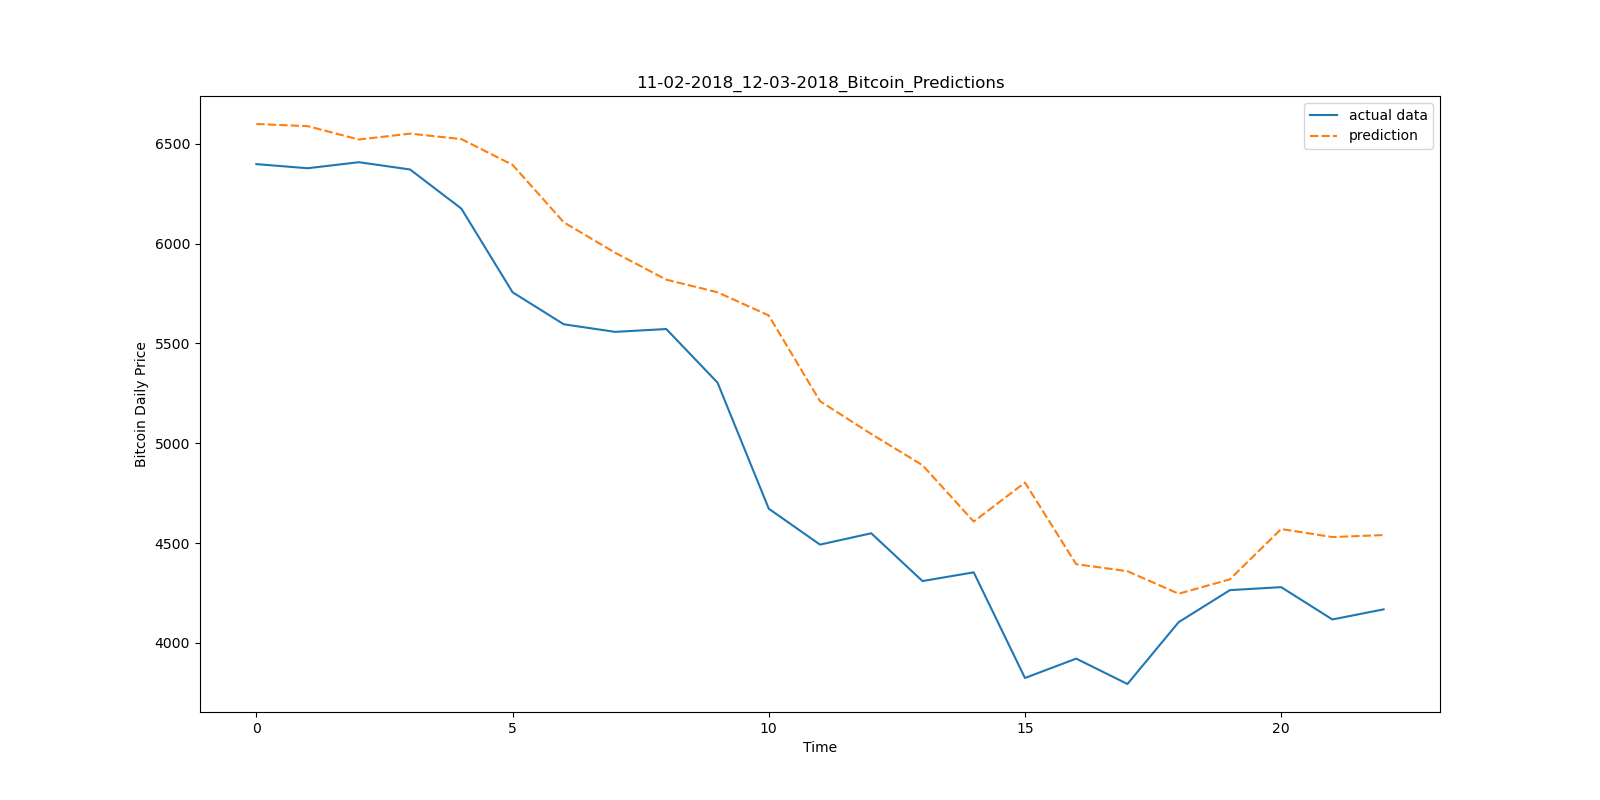 11-02-2018_12-03-2018_Bitcoin_Predictions
actual data
prediction
Bitcoin Daily Price
6500
6000
5500
5000
4500
4000
0 5 10 15 20
Time